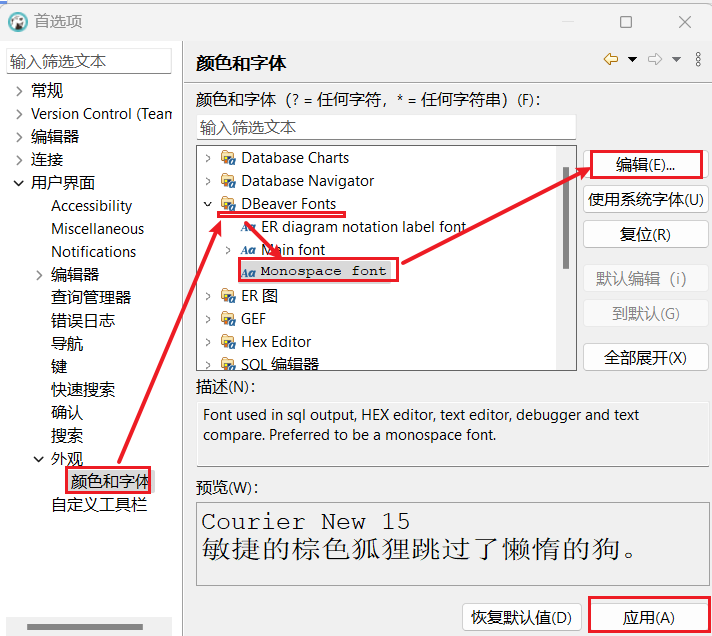 首选项
输入筛选文本
常规
Version Control (Team
编辑器
连接
用户界面
Accessibility
Miscellaneous
Notifications
编辑器
查询管理器
错误日志
导航
键
快速搜索
确认
搜索
外观
颜色和字体
自定义工具栏
颜色和字体
颜色和字体（? = 任何字符，* = 任何字符串）(F)：
输入筛选文本
Database Charts
Database Navigator
DBeaver Fonts
ER diagram notation label font
Main font
Monospace font
ER 图
GEF
Hex Editor
SQL 编辑器
编辑(E)...
使用系统字体(U)
复位(R)
默认编辑（i）
到默认(G)
全部展开(X)
描述(N)：
Font used in sql output, HEX editor, text editor, debugger and text
compare. Preferred to be a monospace font.
预览(W)：
Courier New 15
敏捷的棕色狐狸跳过了懒惰的狗。
恢复默认值(D)
应用(A)